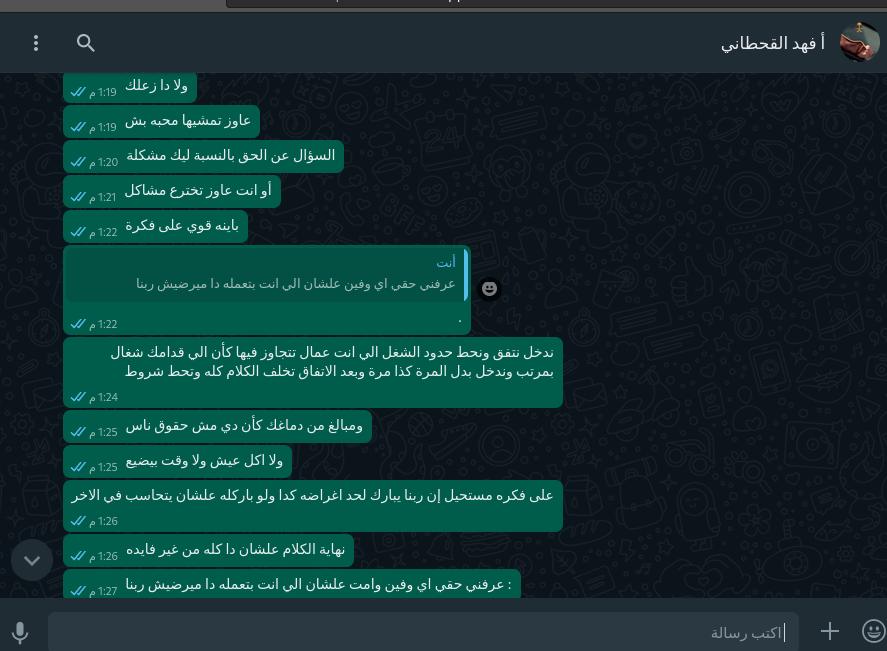 أ فهد القحطاني
ولا دا زعلك
1:19 م
عاوز تمشيها محبه بش
1:19 م
السؤال عن الحق بالنسبة ليك مشكلة
1:20 م
أو انت عاوز تخترع مشاكل
1:21 م
باينه قوي على فكرة
1:22 م
أنت
عرفني حقي اي وفين علشان الي انت بتعمله دا ميرضيش ربنا
.
1:22 م
ندخل نتفق ونحط حدود الشغل الي انت عمال تتجاوز فيها كأن الي قدامك شغال
بمرتب وندخل بدل المرة كذا مرة وبعد الاتفاق تخلف الكلام كله وتحط شروط
1:24 م
ومبالغ من دماغك كأن دي مش حقوق ناس
1:25 م
ولا اكل عيش ولا وقت بيضيع
1:25 م
على فكره مستحيل إن ربنا يبارك لحد اغراضه كدا ولو باركله علشان يتحاسب في الاخر
1:26 م
نهاية الكلام علشان دا كله من غير فايده
1:26 م
: عرفني حقي اي وفين وامت علشان الي انت بتعمله دا ميرضيش ربنا
1:27 م
اكتب رسالة